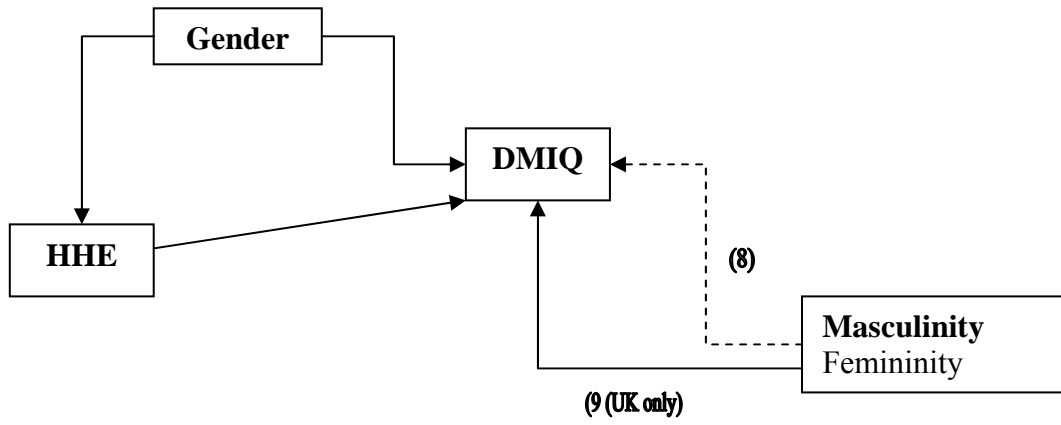 Gender
DMIQ
HHE
(8)
Masculinity
Femininity
(9 (UK only)